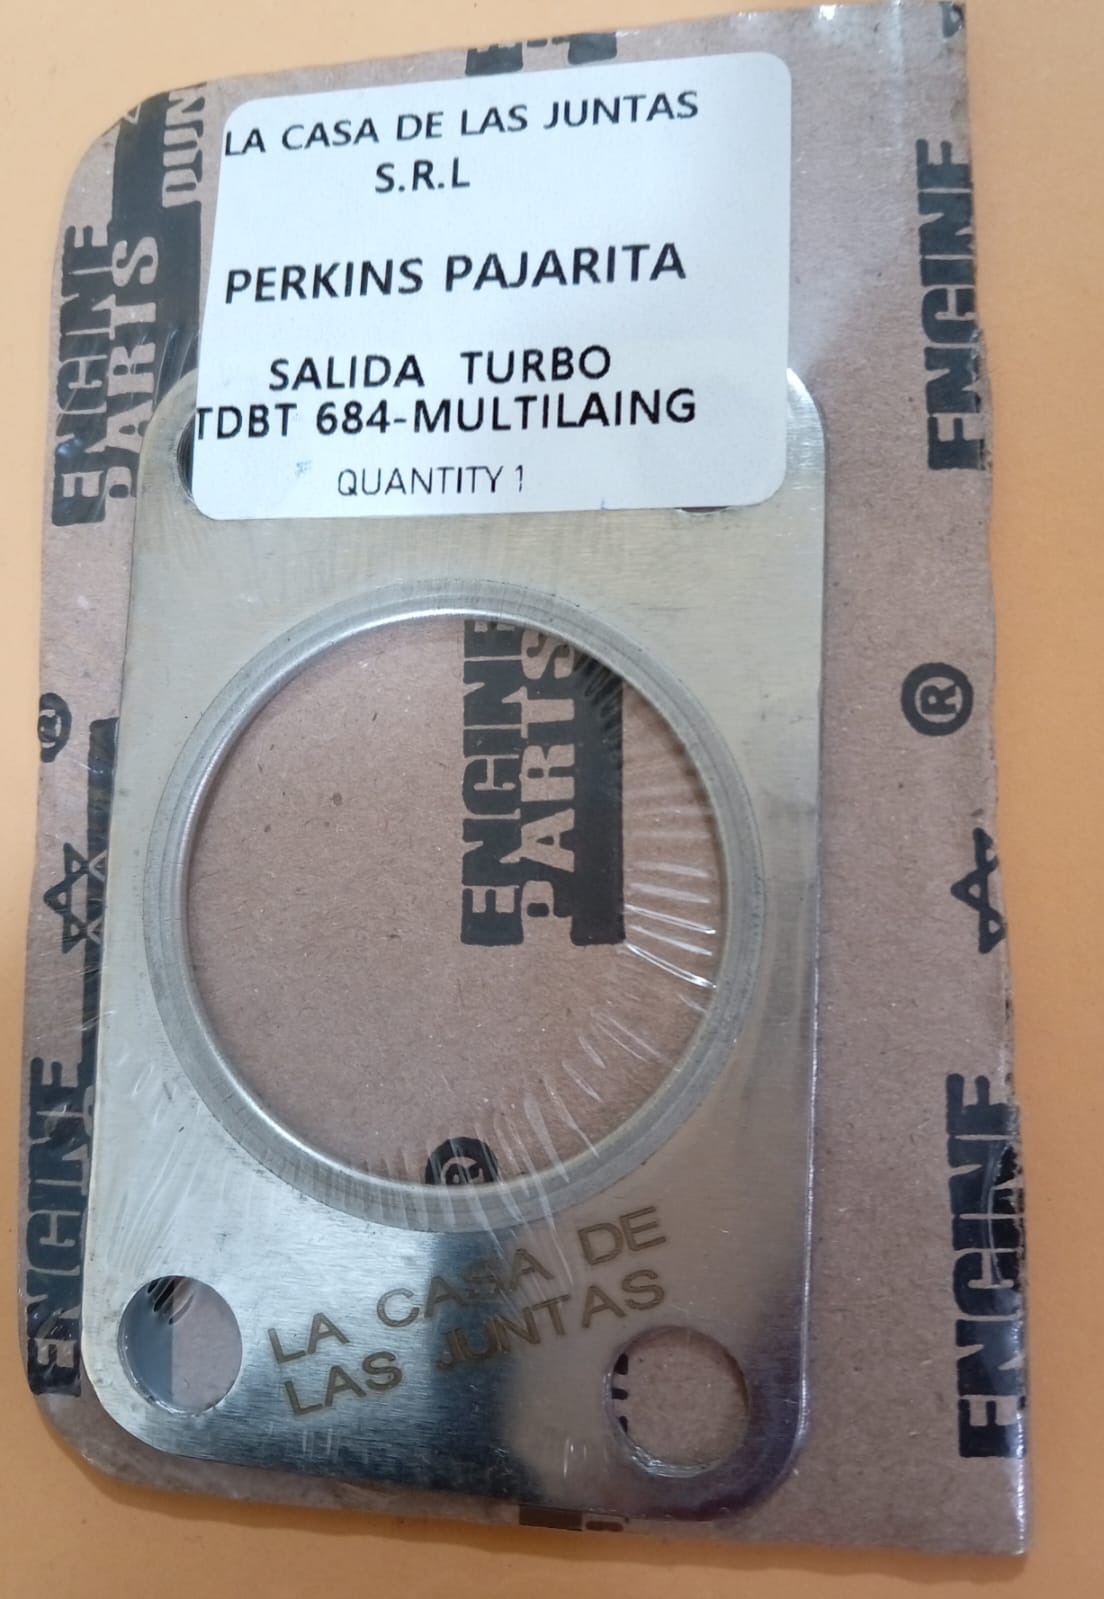 LA CASA DE LAS JUNTAS
S.R.L
PERKINS PAJARITA
SALIDA TURBO
TDBT 684-MULTILAING
QUANTITY 1
ENGINE
PARTS
ENGINE
®
ENGINE
PARTS
®
®
ENGINE
ENGINE
LA CASA DE
LAS JUNTAS